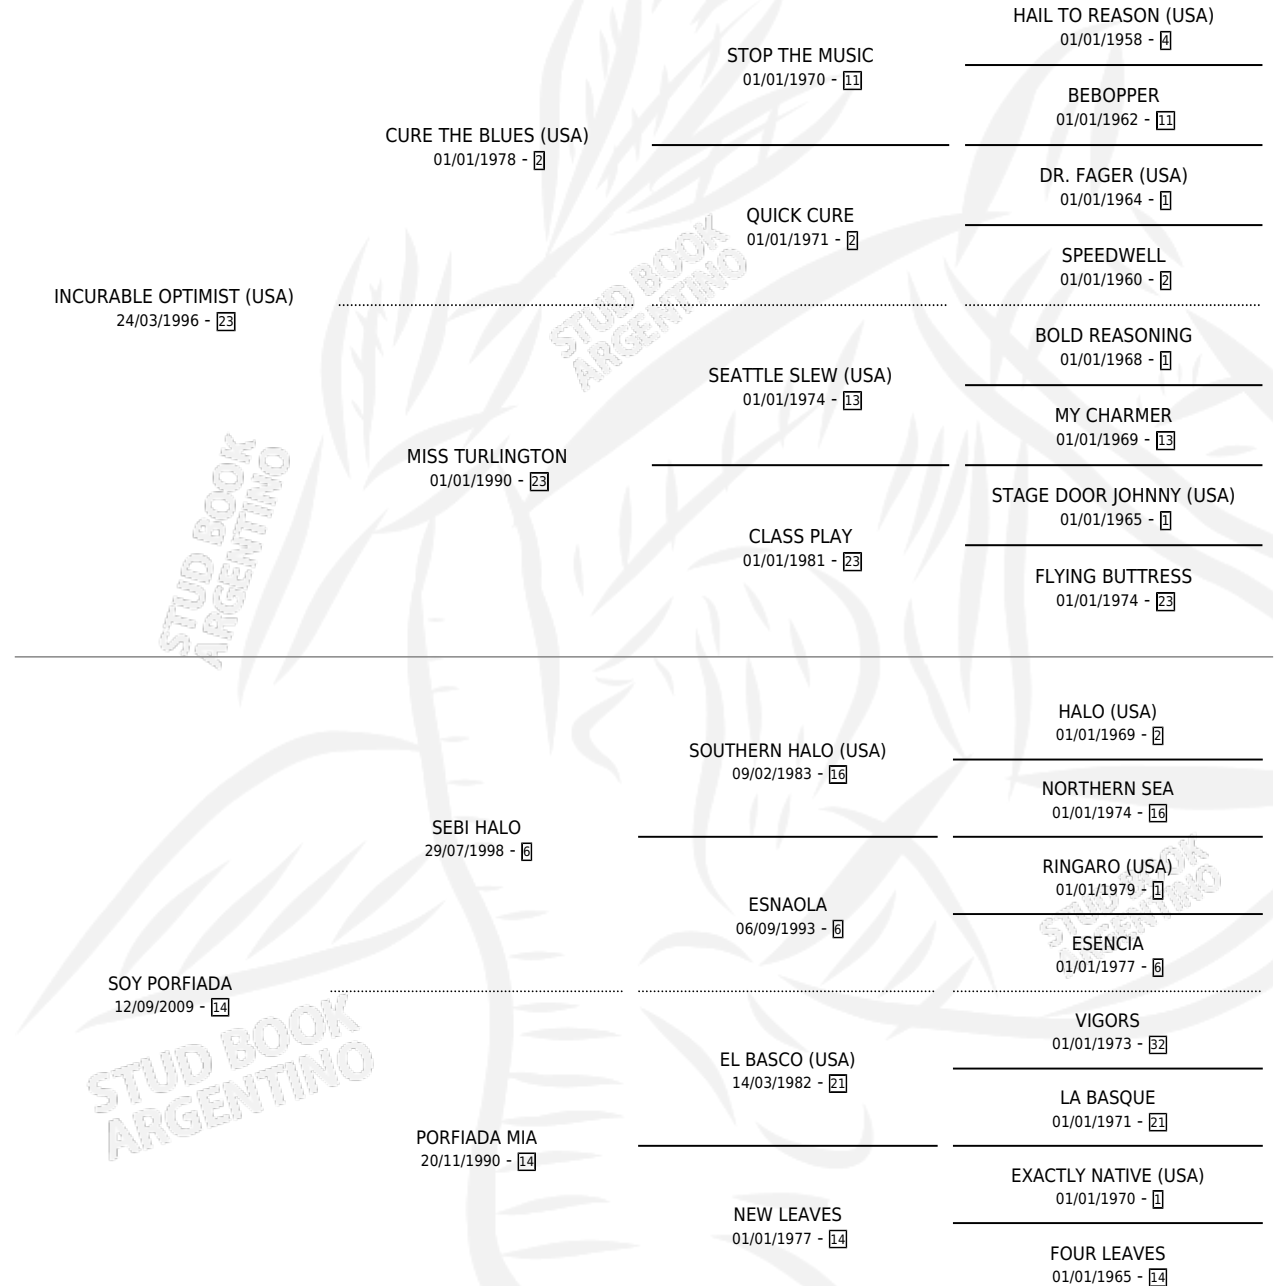 HAIL TO REASON (USA)
01/01/1958 - 4
STOP THE MUSIC
01/01/1970 - 11
BEBOPPER
01/01/1962 - 11
CURE THE BLUES (USA)
01/01/1978 - 2
DR. FAGER (USA)
01/01/1964 - 1
QUICK CURE
01/01/1971 - 2
SPEEDWELL
01/01/1960 - 2
INCURABLE OPTIMIST (USA)
24/03/1996 - 23
STUD BOOK
ARGENTINO
BOLD REASONING
01/01/1968 - 1
SEATTLE SLEW (USA)
01/01/1974 - 13
MY CHARMER
01/01/1969 - 13
MISS TURLINGTON
01/01/1990 - 23
STAGE DOOR JOHNNY (USA)
01/01/1965 - 1
CLASS PLAY
01/01/1981 - 23
FLYING BUTTRESS
01/01/1974 - 23
STUD BOOK
ARGENTINO
HALO (USA)
01/01/1969 - 2
SOUTHERN HALO (USA)
09/02/1983 - 16
NORTHERN SEA
01/01/1974 - 16
SEBI HALO
29/07/1998 - 6
RINGARO (USA)
01/01/1979 - 1
ESNAOLA
06/09/1993 - 6
STUD BOOK
ARGENTINO
ESENCIA
01/01/1977 - 6
SOY PORFIADA
12/09/2009 - 14
STUD BOOK
ARGENTINO
VIGORS
01/01/1973 - 32
EL BASCO (USA)
14/03/1982 - 21
LA BASQUE
01/01/1971 - 21
PORFIADA MIA
20/11/1990 - 14
EXACTLY NATIVE (USA)
01/01/1970 - 1
NEW LEAVES
01/01/1977 - 14
FOUR LEAVES
01/01/1965 - 14